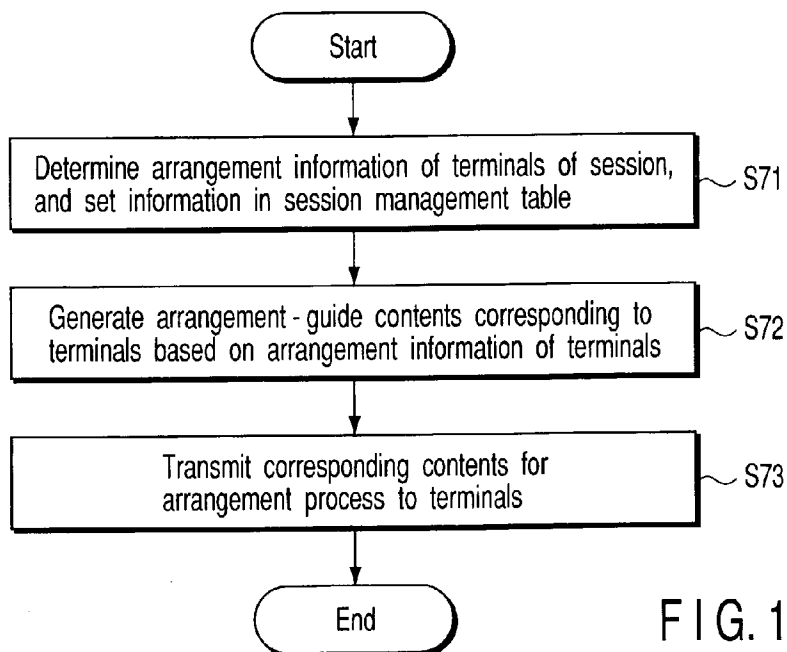 Start
Determine arrangement information of terminals of session,
and set information in session management table
S71
Generate arrangement-guide contents corresponding to
terminals based on arrangement information of terminals
S72
Transmit corresponding contents for
arrangement process to terminals
S73
End
FIG. 1